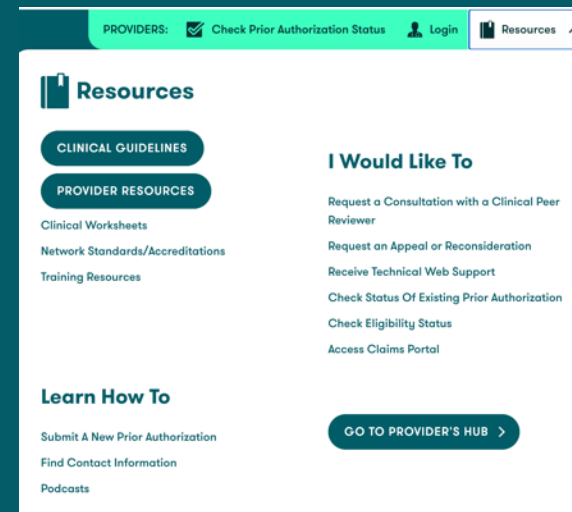 PROVIDERS: Check Prior Authorization Status Login Resources
Resources
CLINICAL GUIDELINES
PROVIDER RESOURCES
Clinical Worksheets
Network Standards/Accreditations
Training Resources
I Would Like To
Request a Consultation with a Clinical Peer
Reviewer
Request an Appeal or Reconsideration
Receive Technical Web Support
Check Status Of Existing Prior Authorization
Check Eligibility Status
Access Claims Portal
Learn How To
Submit A New Prior Authorization
Find Contact Information
Podcasts
GO TO PROVIDER'S HUB >